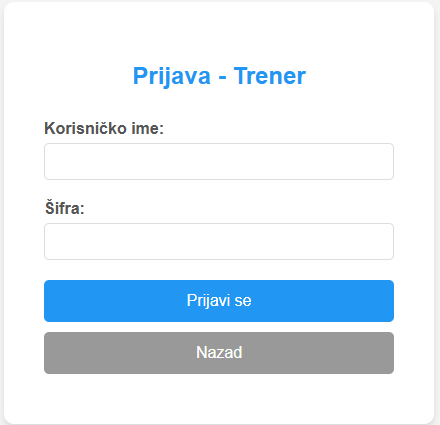 Prijava - Trener
Korisničko ime:
Šifra:
Prijavi se
Nazad